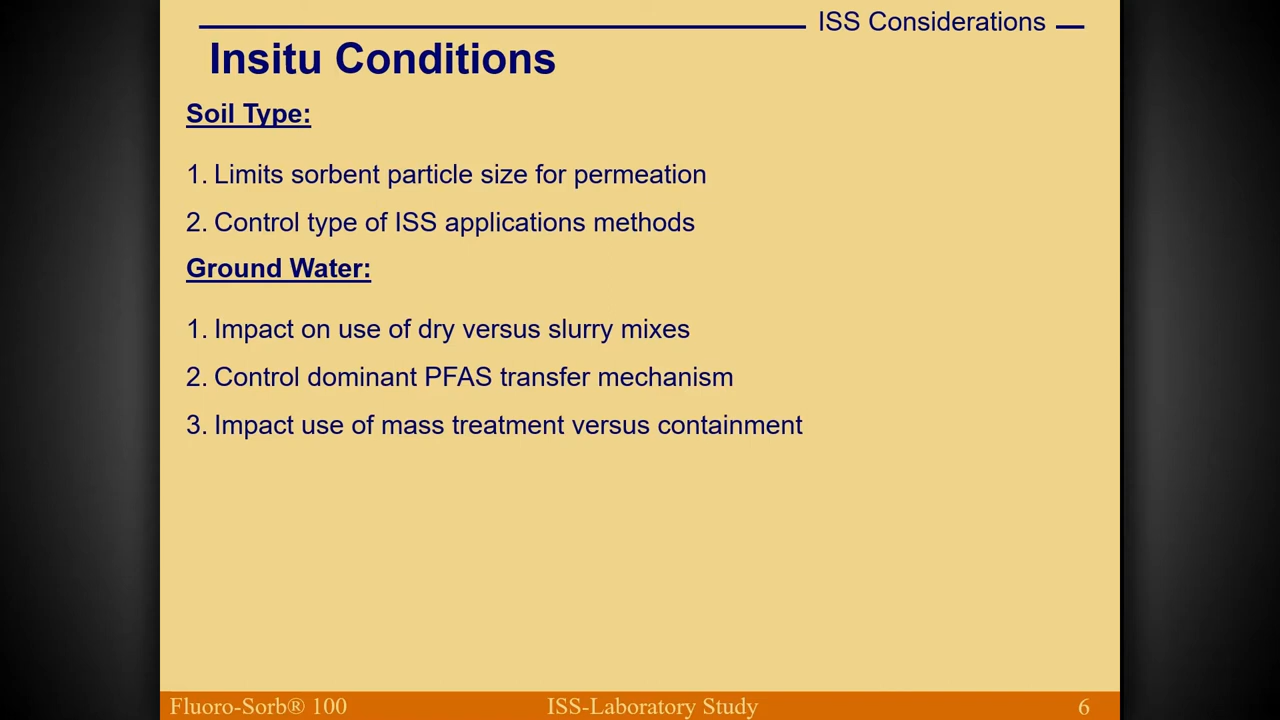 ISS Considerations
Insitu Conditions
Soil Type:
1. Limits sorbent particle size for permeation
2. Control type of ISS applications methods
Ground Water:
1. Impact on use of dry versus slurry mixes
2. Control dominant PFAS transfer mechanism
3. Impact use of mass treatment versus containment
Fluoro-Sorb® 100 ISS-Laboratory Study 6